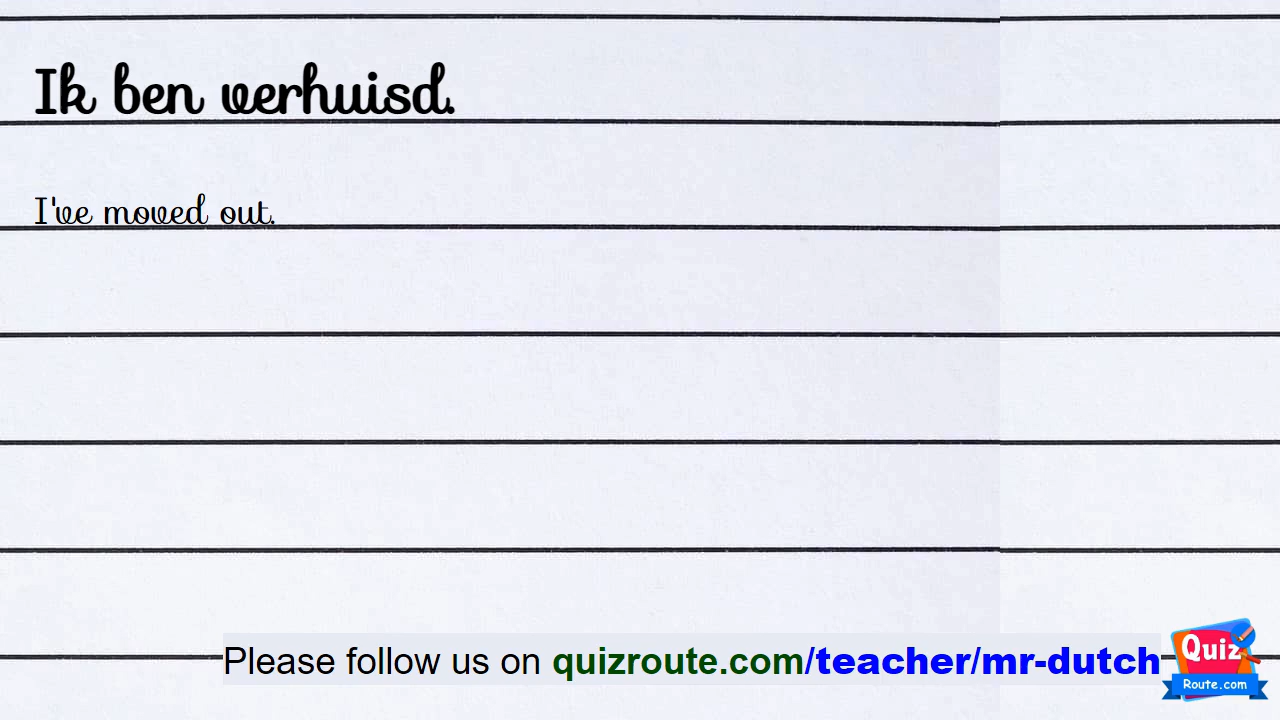 Ik ben verhuisd.
I've moved out.
Please follow us on quizroute.com/teacher/mr-dutch
Quiz
Route.com